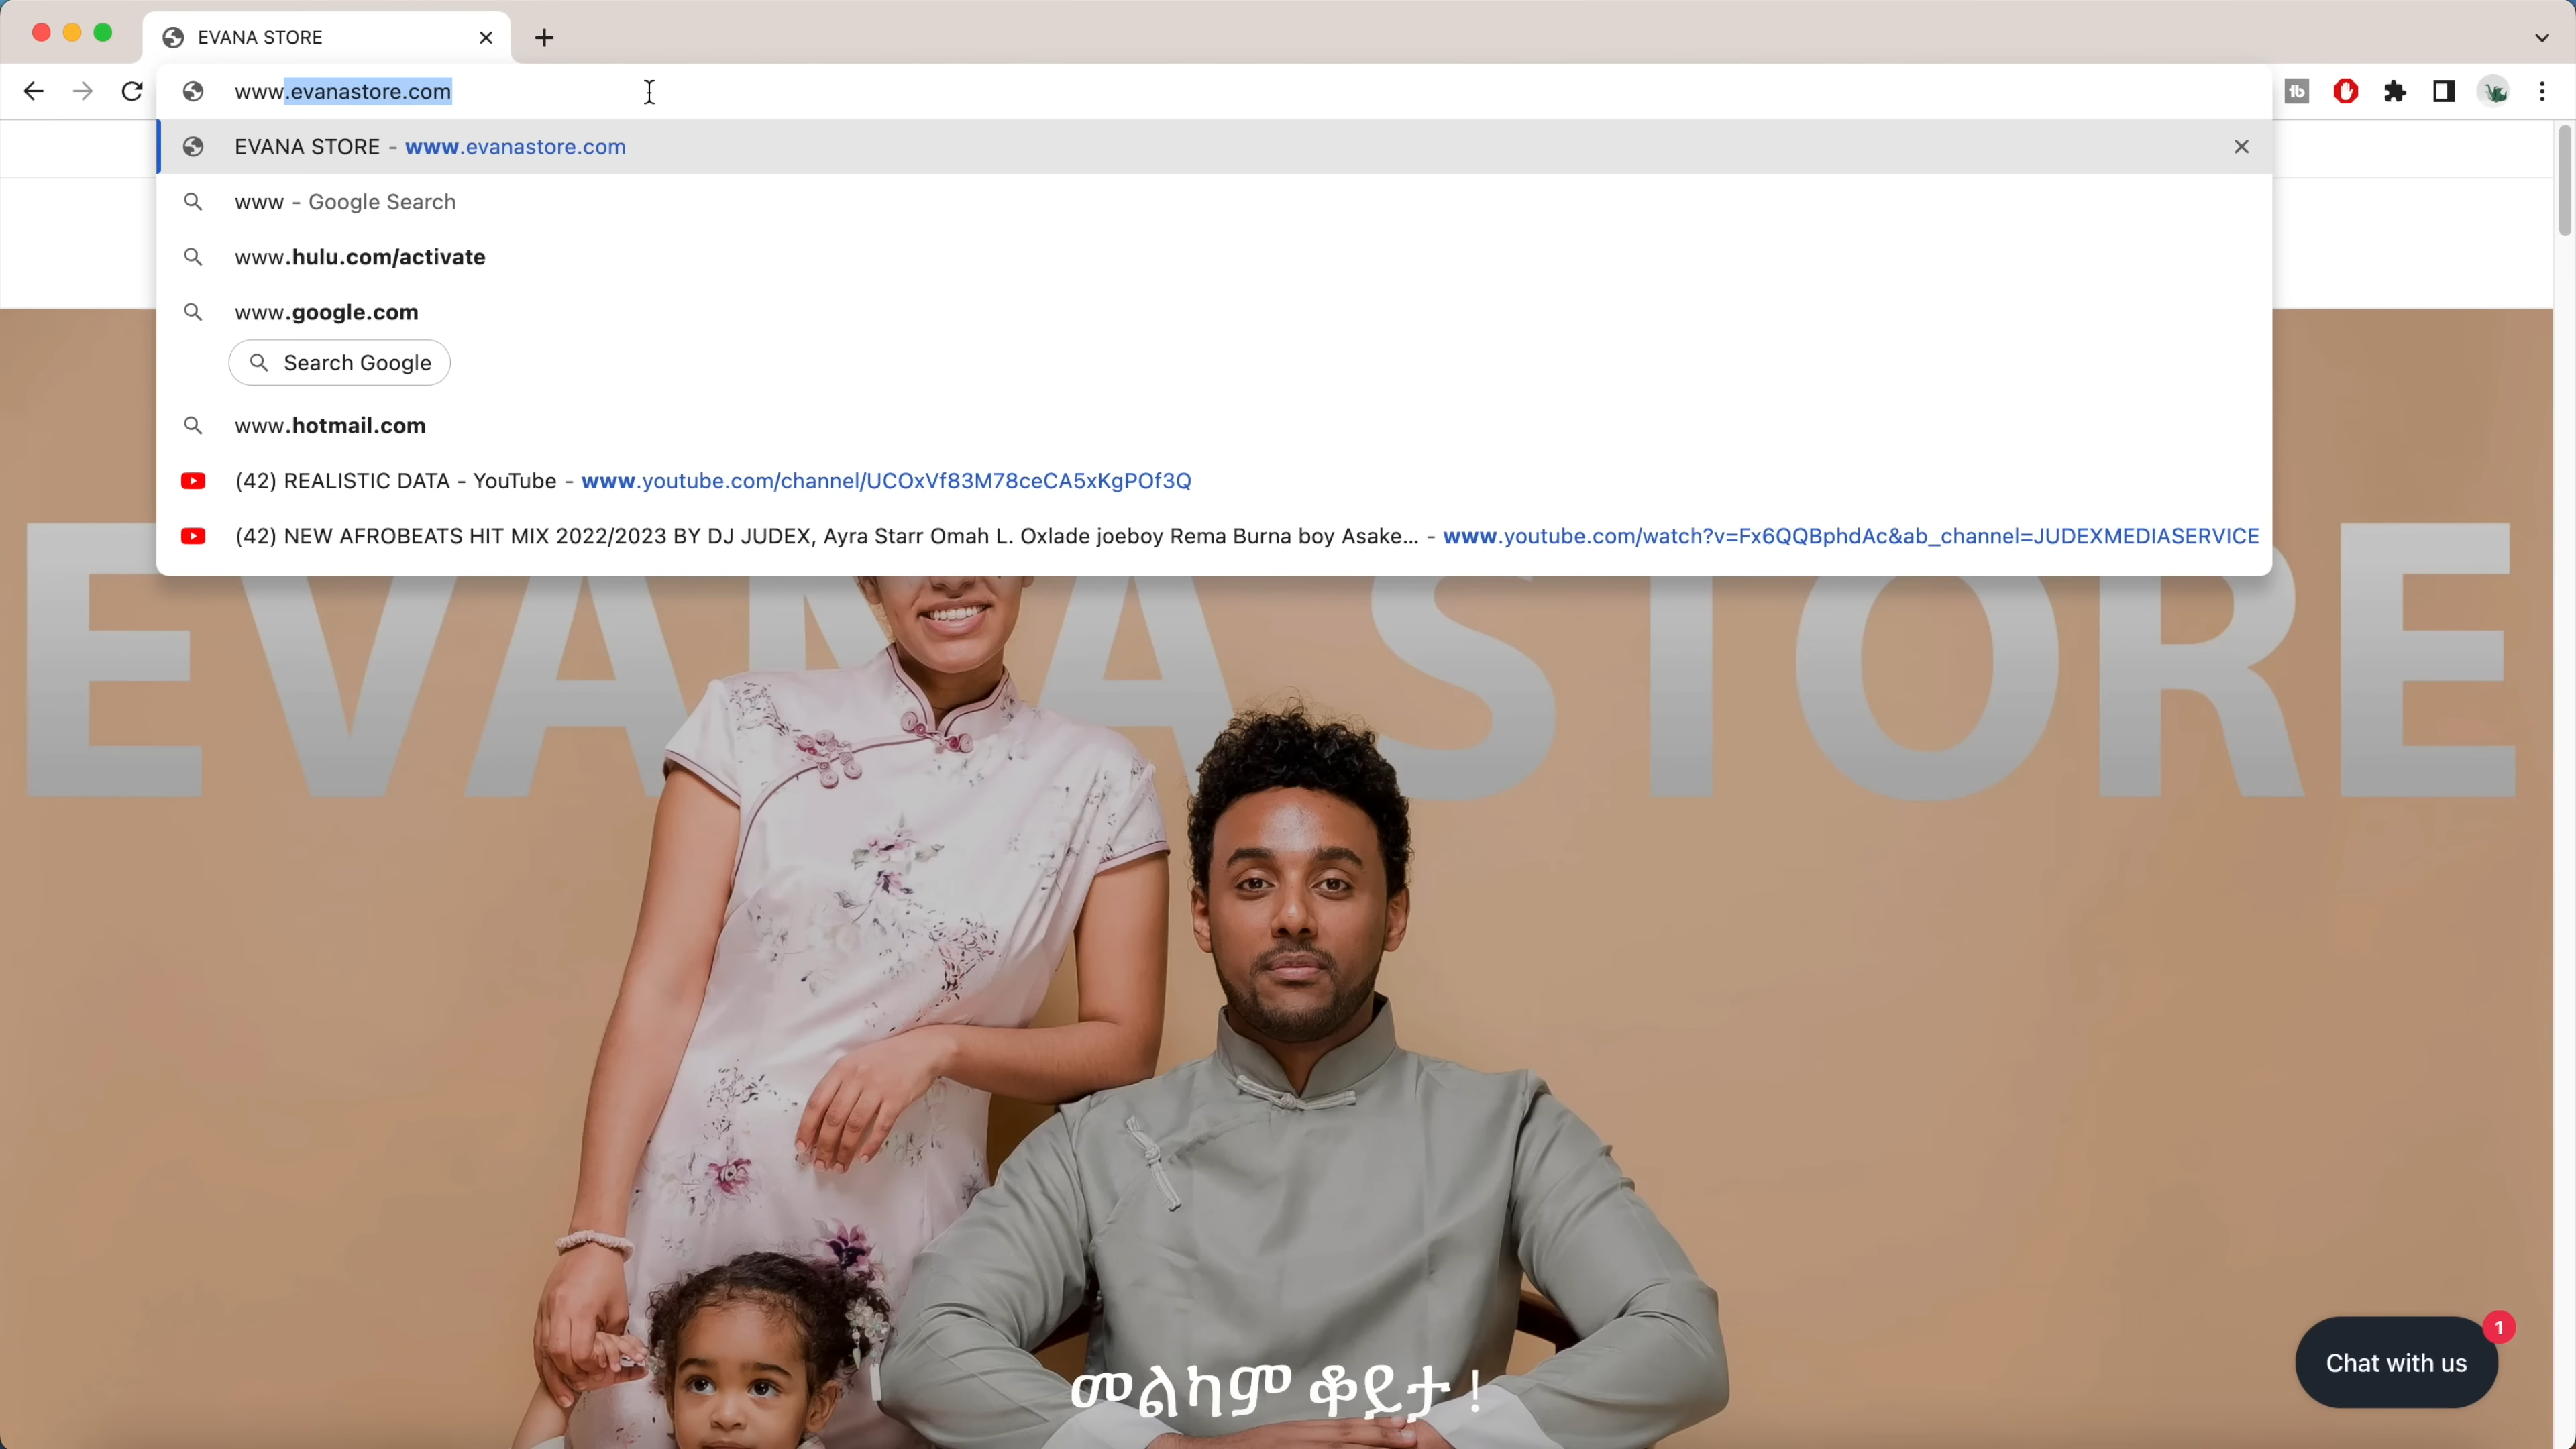 EVANA STORE
www.evanastore.com
EVANA STORE – www.evanastore.com
www – Google Search
www.hulu.com/activate
www.google.com
Search Google
www.hotmail.com
(42) REALISTIC DATA - YouTube – www.youtube.com/channel/UCOxVf83M78ceCA5xKgPOf3Q
(42) NEW AFROBEATS HIT MIX 2022/2023 BY DJ JUDEX, Ayra Starr Omah L. Oxlade joeboy Rema Burna boy Asake... – www.youtube.com/watch?v=Fx6QQBphdAc&ab_channel=JUDEXMEDIASERVICE
EVANA STORE
1
Chat with us
መልካም ቆይታ !